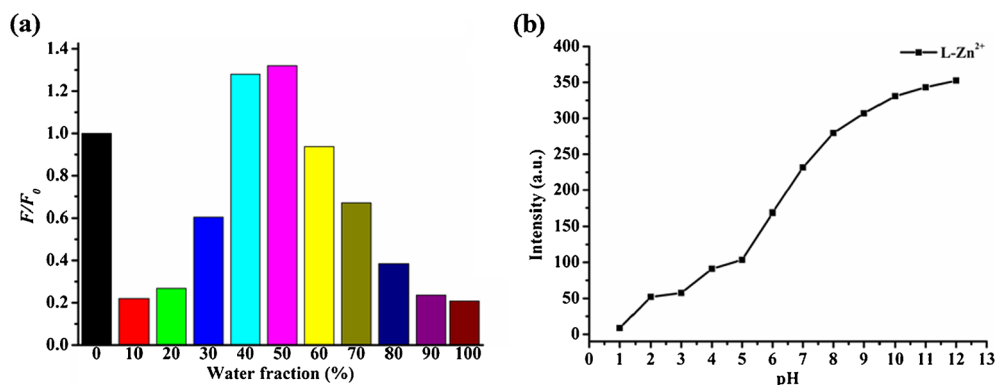 (a)
1.4
1.2
1.0
0.8
0.6
0.4
0.2
0.0
F/F0
0 10 20 30 40 50 60 70 80 90 100
Water fraction (%)
(b)
400
350
300
250
200
150
100
50
0
Intensity (a.u.)
L-Zn2+
0 1 2 3 4 5 6 7 8 9 10 11 12 13
pH